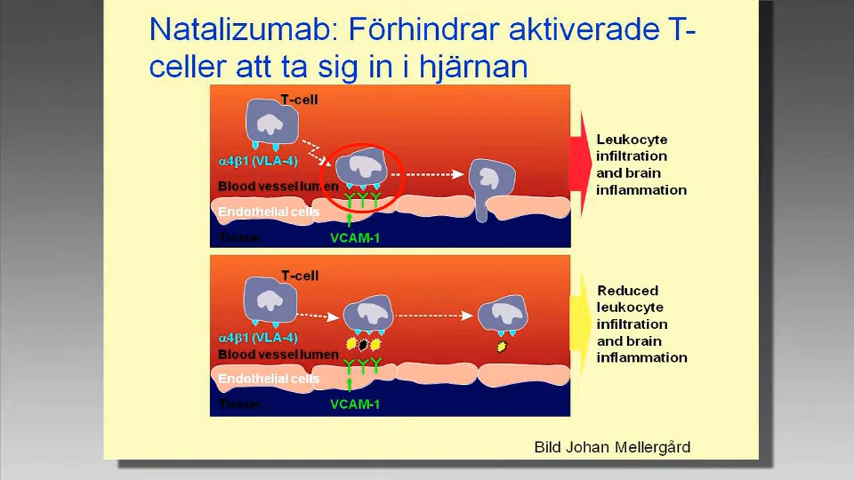 Natalizumab: Förhindrar aktiverade T-
celler att ta sig in i hjärnan
T-cell
α4β1 (VLA-4)
Blood vessel lumen
Endothelial cells
Tissue
VCAM-1
Leukocyte
infiltration
and brain
inflammation
T-cell
α4β1 (VLA-4)
Blood vessel lumen
Endothelial cells
Tissue
VCAM-1
Reduced
leukocyte
infiltration
and brain
inflammation
Bild Johan Mellergård